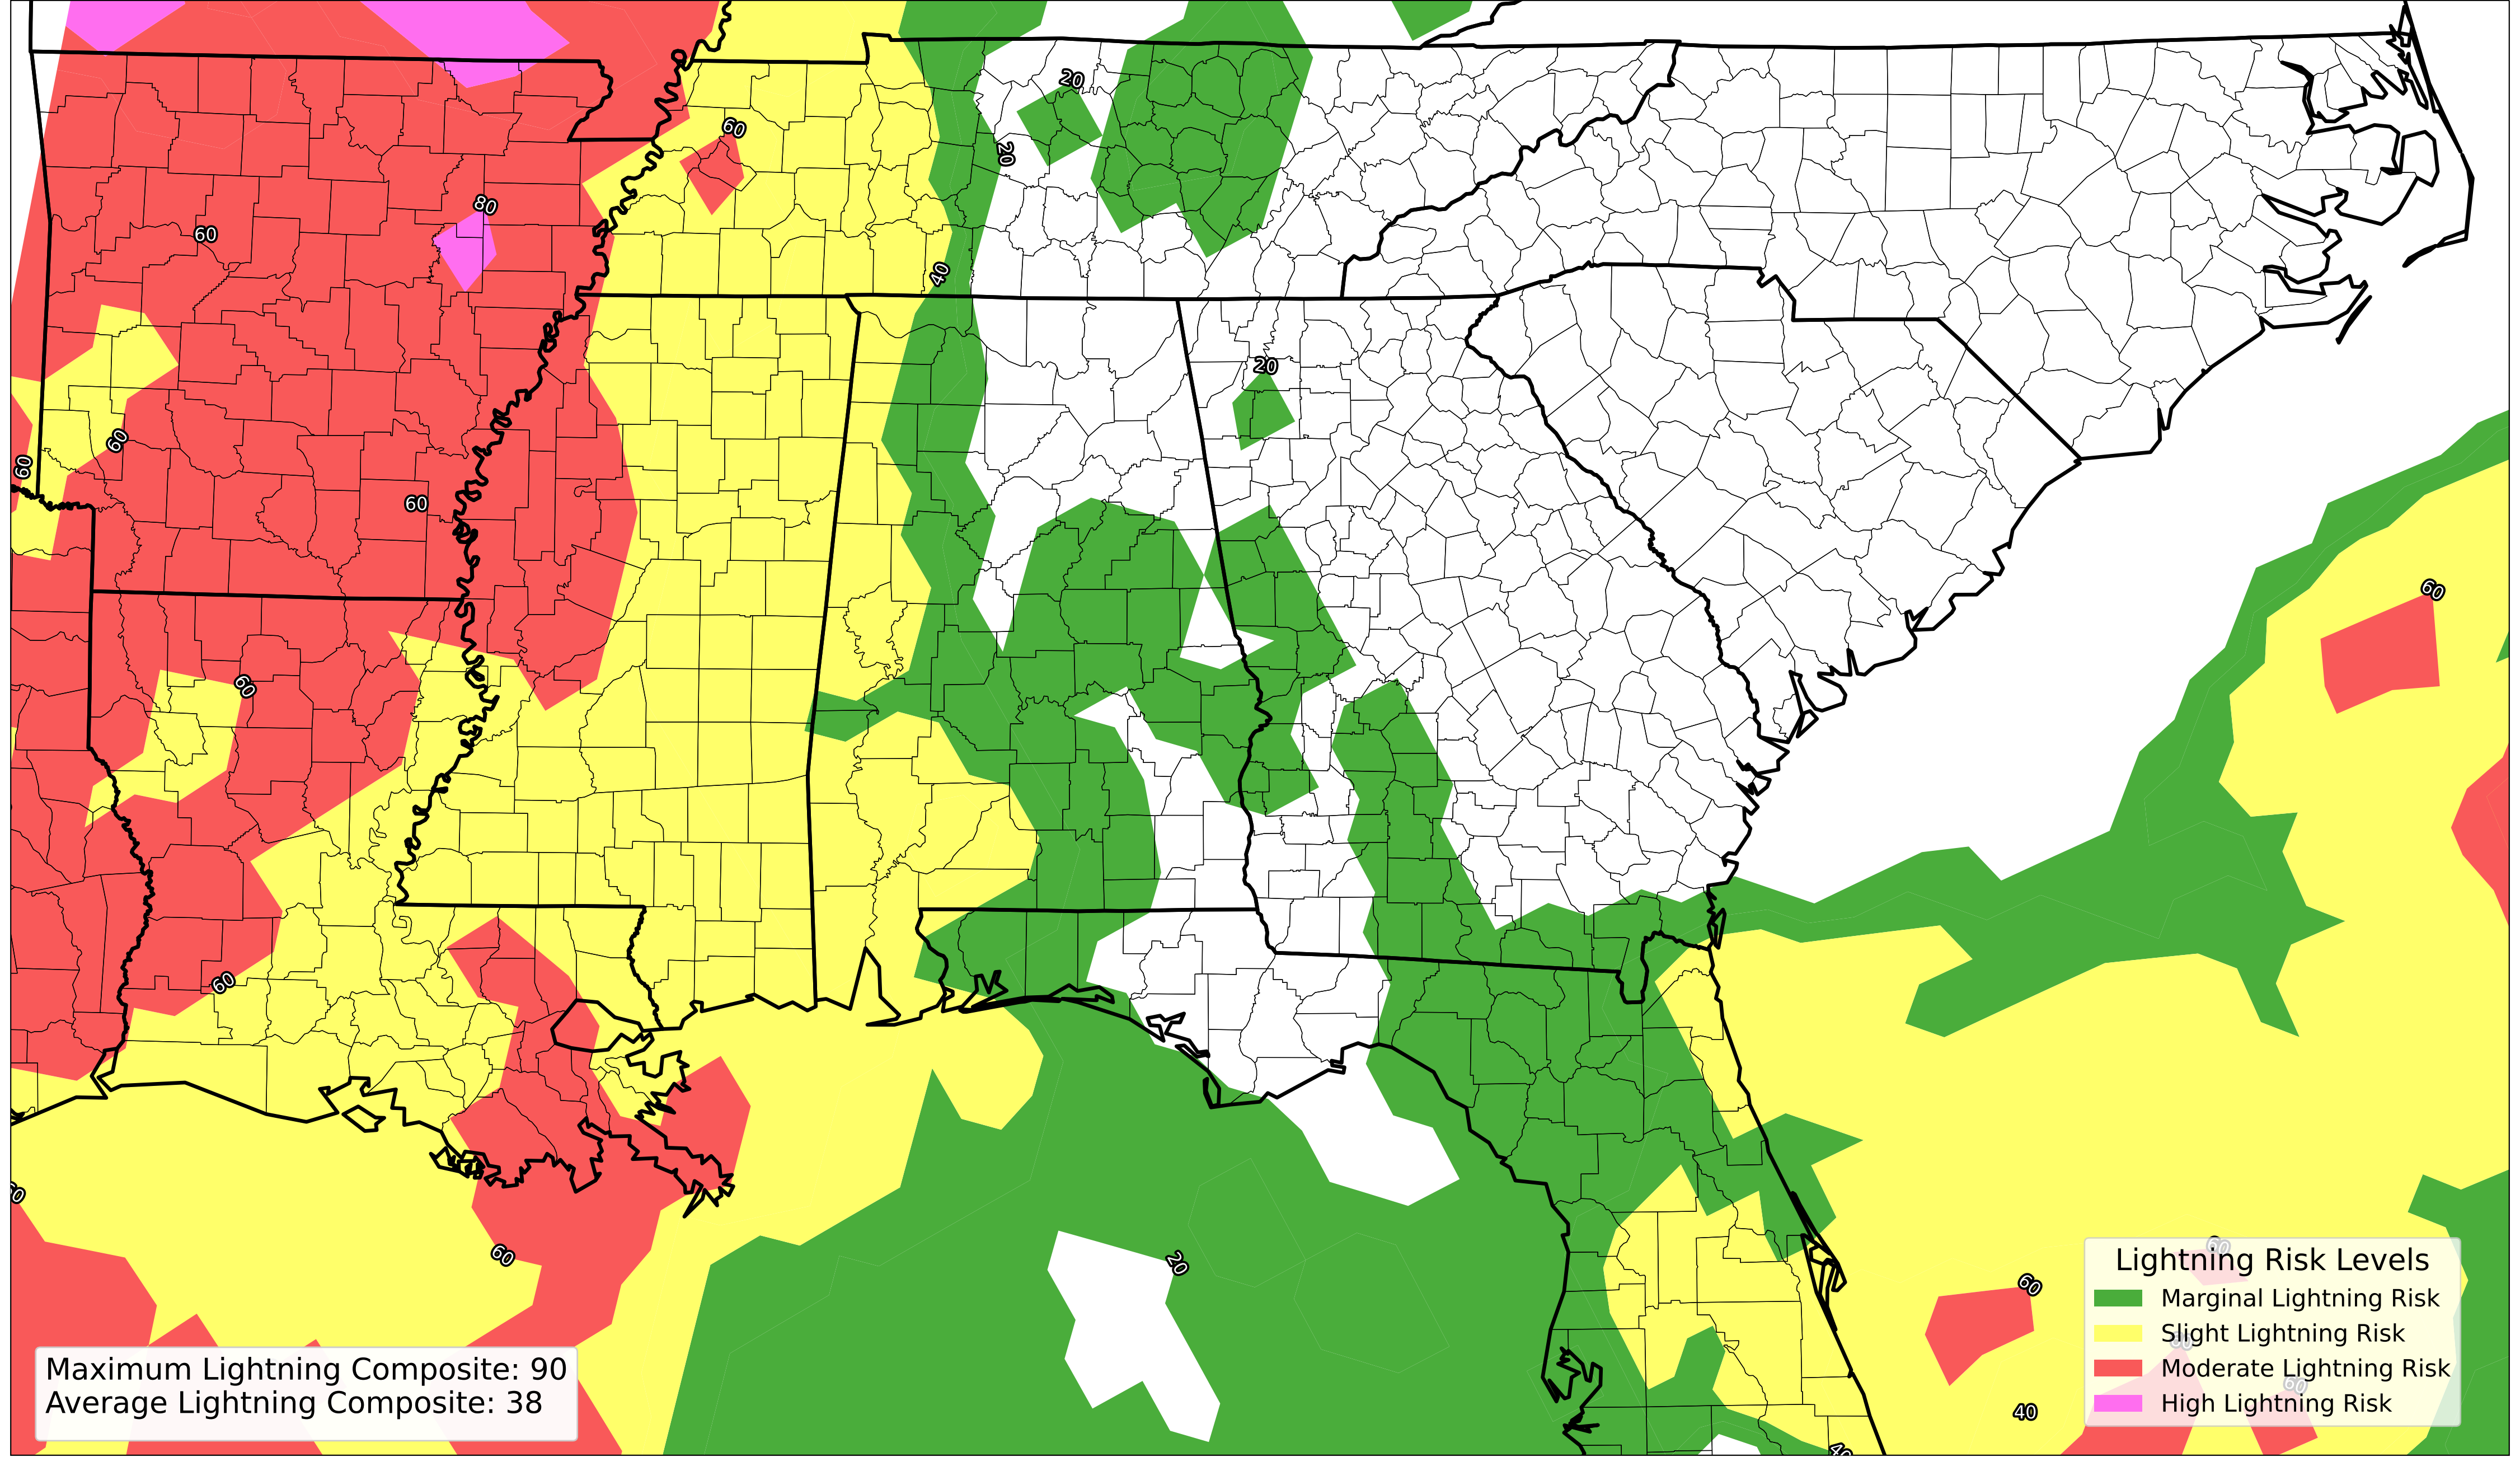 20
60
20
80
60
40
20
60
60
60
60
60
60
60
20
60
60
40
40
Lightning Risk Levels
Marginal Lightning Risk
Slight Lightning Risk
Moderate Lightning Risk
High Lightning Risk
Maximum Lightning Composite: 90
Average Lightning Composite: 38